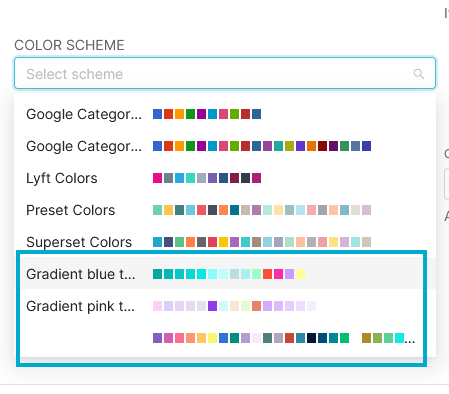 COLOR SCHEME
Select scheme
Google Categor...
Google Categor...
Lyft Colors
Preset Colors
Superset Colors
Gradient blue t...
Gradient pink t...
...